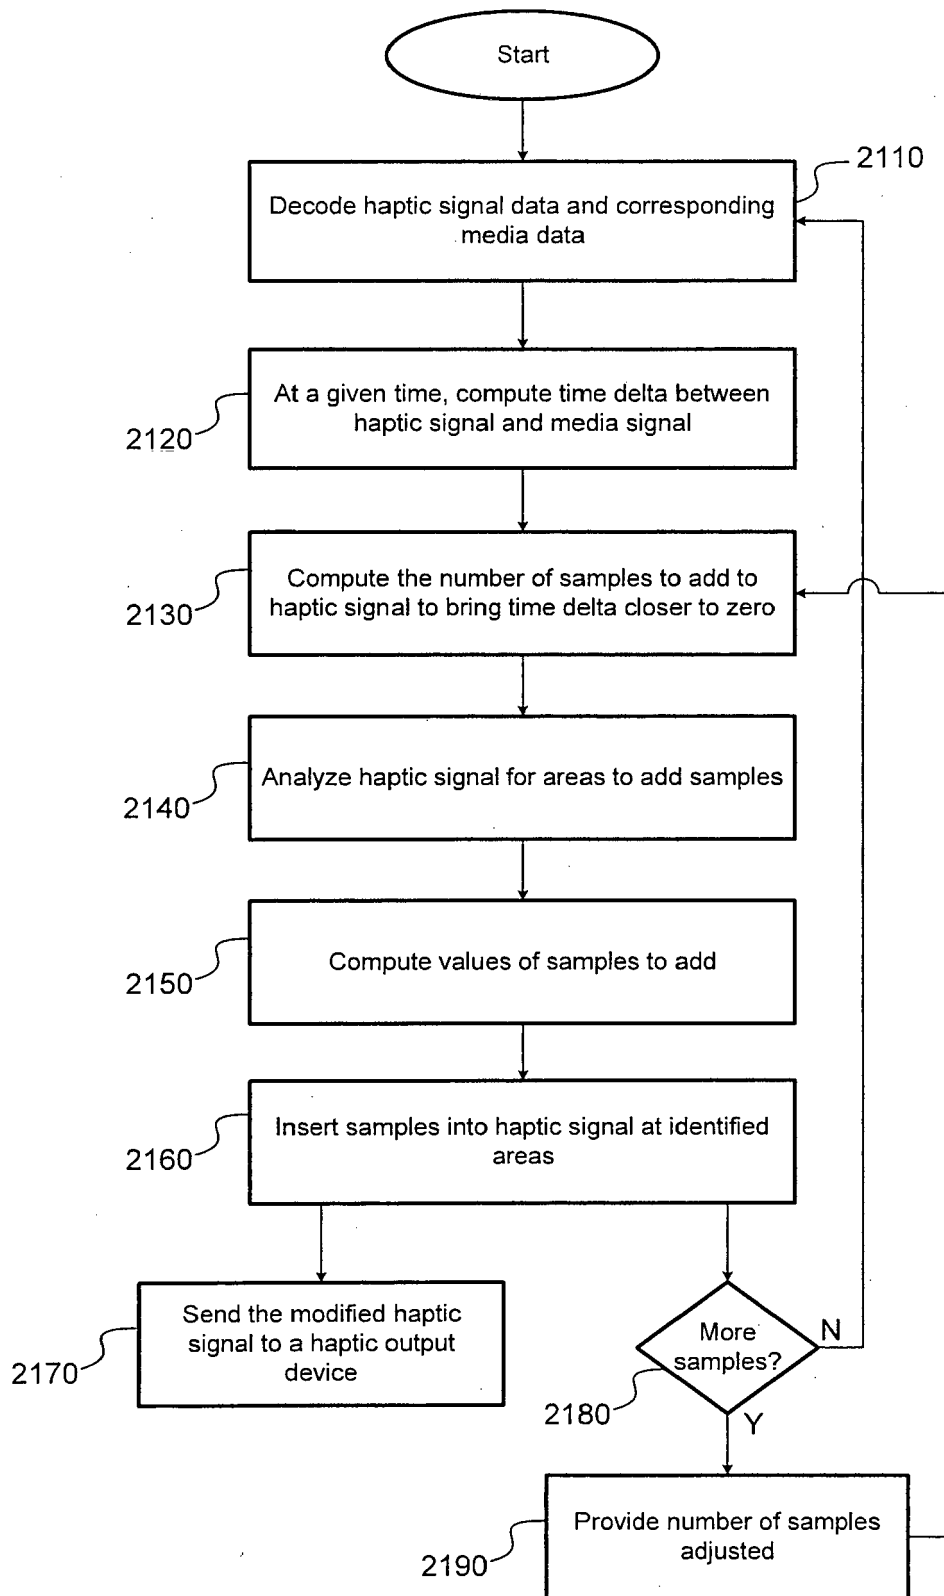 Start
2110
Decode haptic signal data and corresponding
media data
At a given time, compute time delta between
haptic signal and media signal
2120
Compute the number of samples to add to
haptic signal to bring time delta closer to zero
2130
Analyze haptic signal for areas to add samples
2140
Compute values of samples to add
2150
Insert samples into haptic signal at identified
areas
2160
Send the modified haptic
signal to a haptic output
device
2170
More
samples?
N
2180
Y
Provide number of samples
adjusted
2190